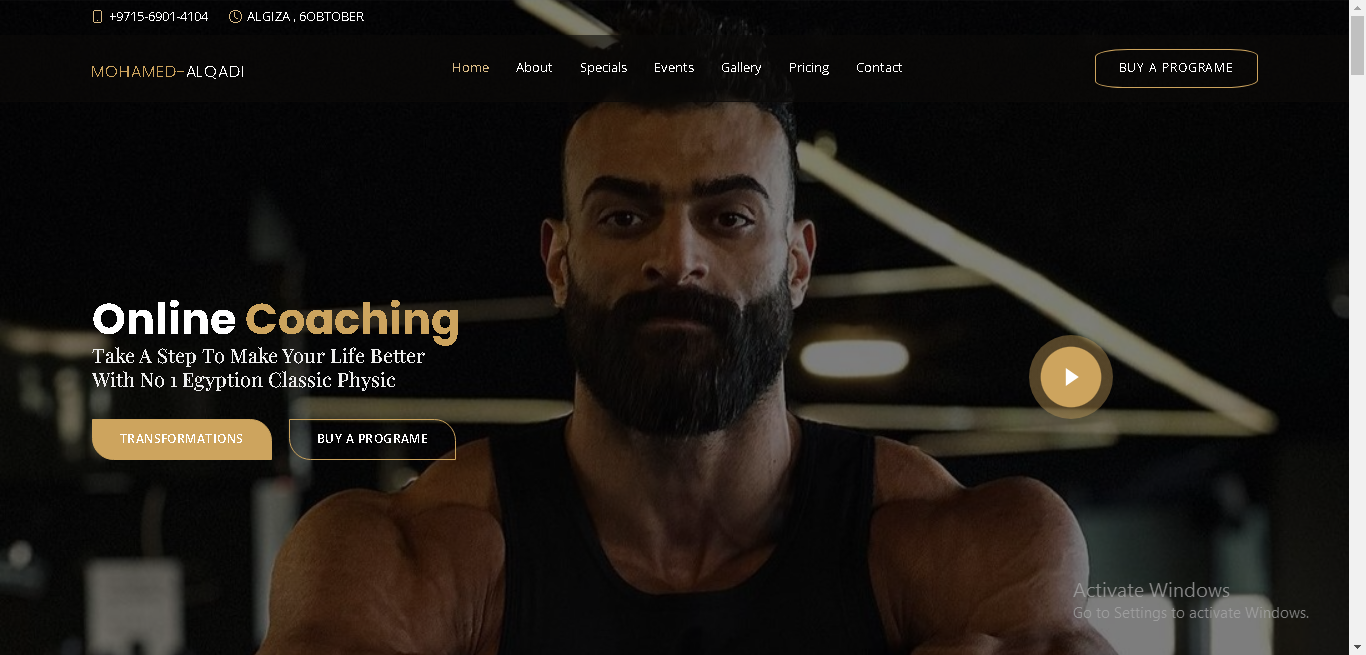 +9715-6901-4104 ALGIZA , 6OBTOBER
MOHAMED-ALQADI
Home About Specials Events Gallery Pricing Contact
BUY A PROGRAME
Online Coaching
Take A Step To Make Your Life Better
With No 1 Egyption Classic Physic
TRANSFORMATIONS BUY A PROGRAME
Activate Windows
Go to Settings to activate Windows.